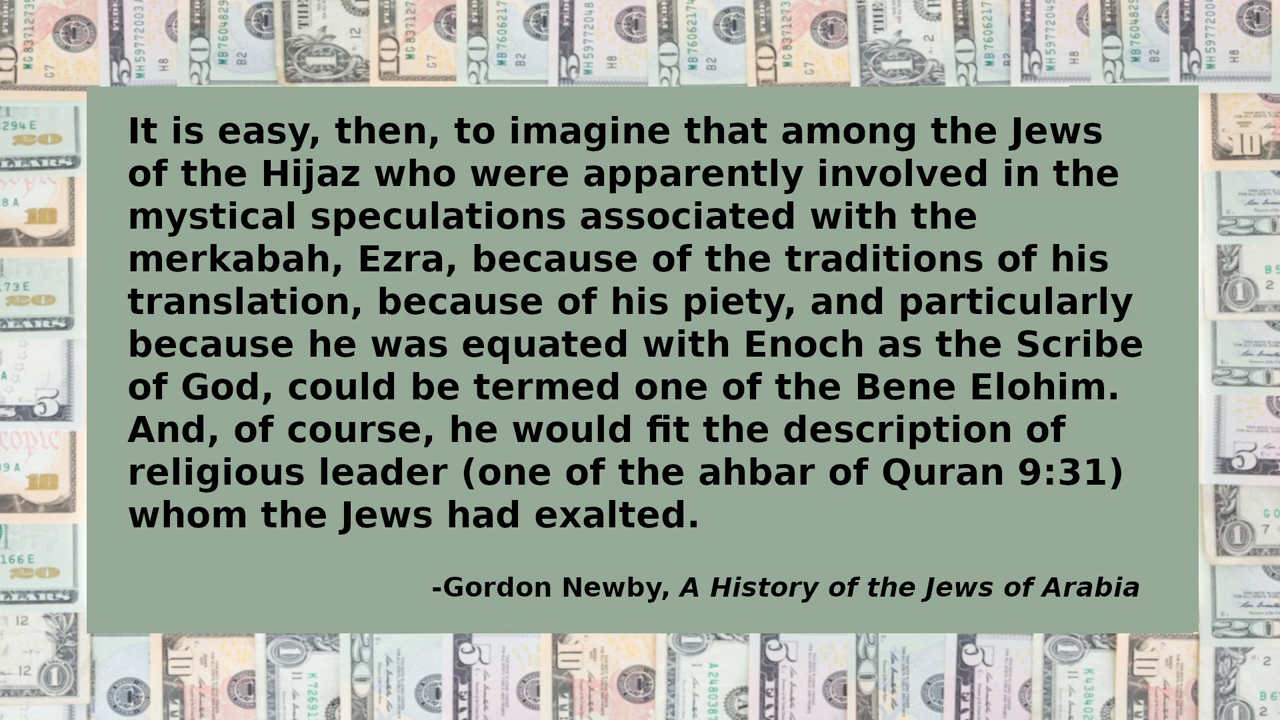 It is easy, then, to imagine that among the Jews
of the Hijaz who were apparently involved in the
mystical speculations associated with the
merkabah, Ezra, because of the traditions of his
translation, because of his piety, and particularly
because he was equated with Enoch as the Scribe
of God, could be termed one of the Bene Elohim.
And, of course, he would fit the description of
religious leader (one of the ahbar of Quran 9:31)
whom the Jews had exalted.
-Gordon Newby, A History of the Jews of Arabia